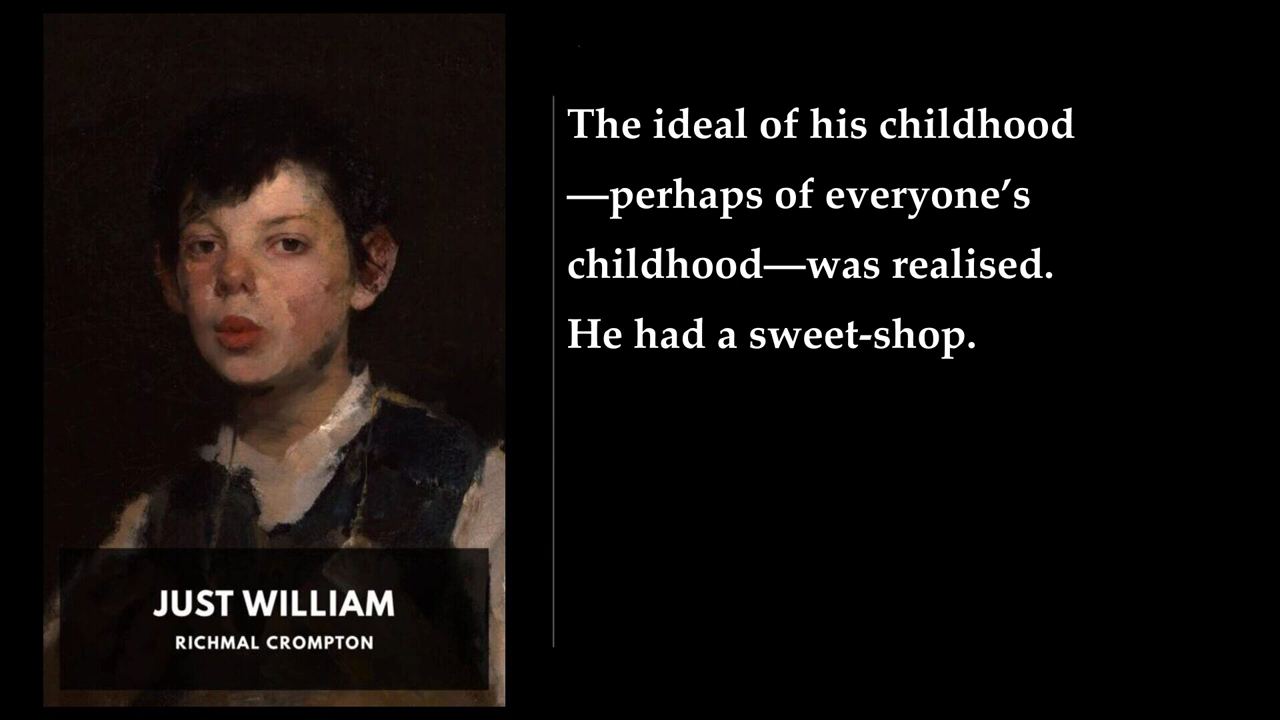 JUST WILLIAM
RICHMAL CROMPTON
The ideal of his childhood
—perhaps of everyone’s
childhood—was realised.
He had a sweet-shop.